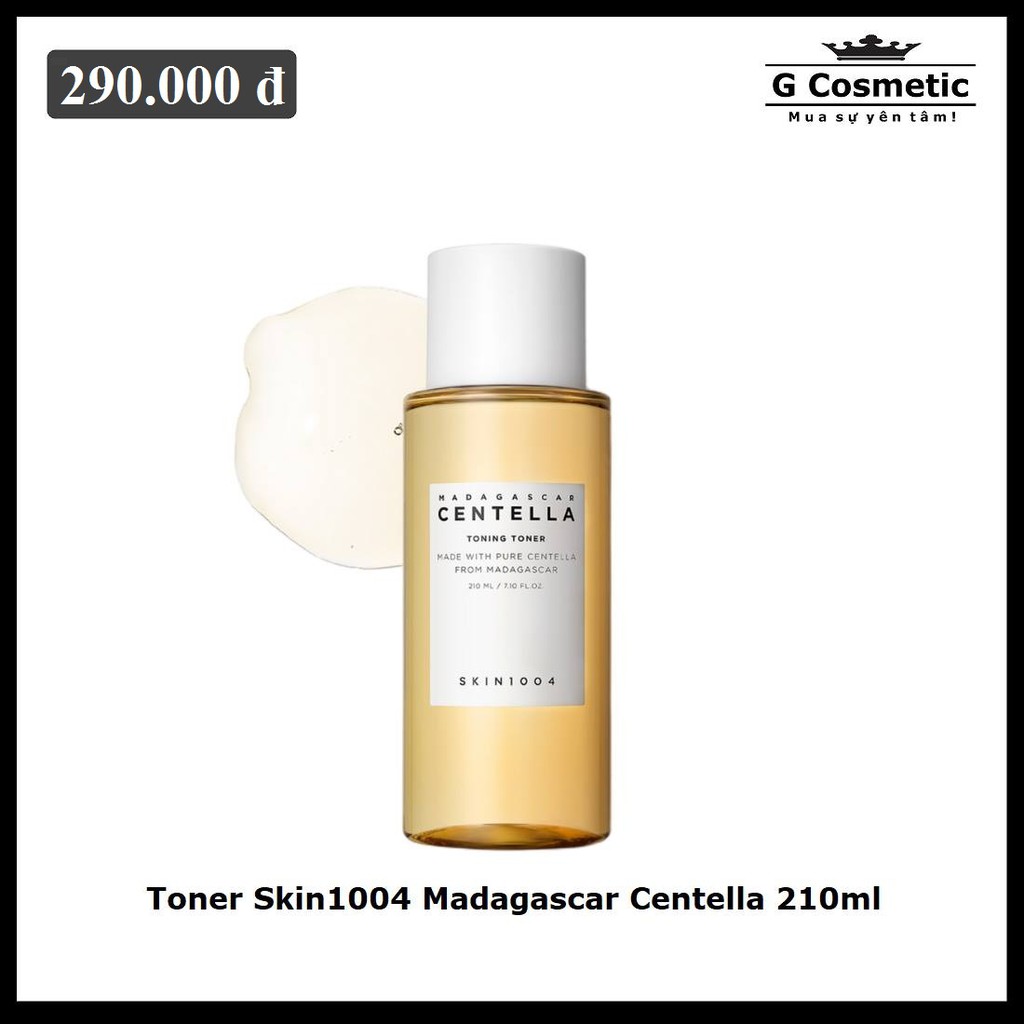 290.000 đ
G Cosmetic
Mua sự yên tâm!
MADAGASCAR
CENTELLA
TONING TONER
MADE WITH PURE CENTELLA
FROM MADAGASCAR
210 ML / 7.10 FL.OZ.
SKIN1004
Toner Skin1004 Madagascar Centella 210ml